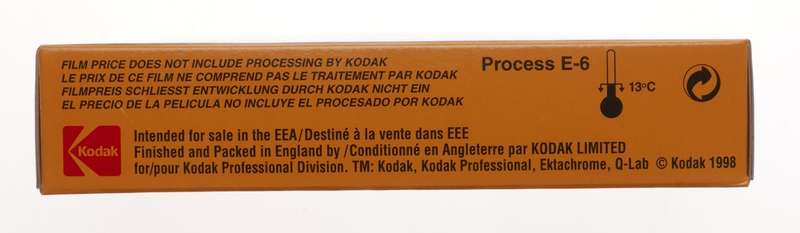 FILM PRICE DOES NOT INCLUDE PROCESSING BY KODAK
LE PRIX DE CE FILM NE COMPREND PAS LE TRAITEMENT PAR KODAK
FILMPREIS SCHLIESST ENTWICKLUNG DURCH KODAK NICHT EIN
EL PRECIO DE LA PELICULA NO INCLUYE EL PROCESADO POR KODAK
Process E-6
13°C
Kodak
Intended for sale in the EEA/Destiné à la vente dans EEE
Finished and Packed in England by /Conditionné en Angleterre par KODAK LIMITED
for/pour Kodak Professional Division. TM: Kodak, Kodak Professional, Ektachrome, Q-Lab © Kodak 1998